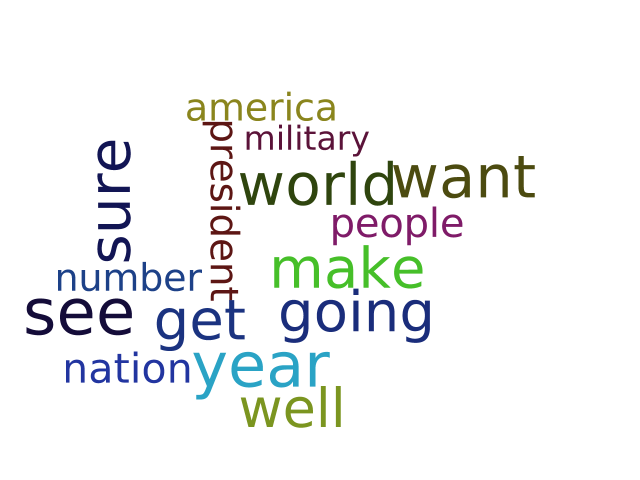 america
military
president
sure
world
want
people
number
make
see
get
going
nation
year
well